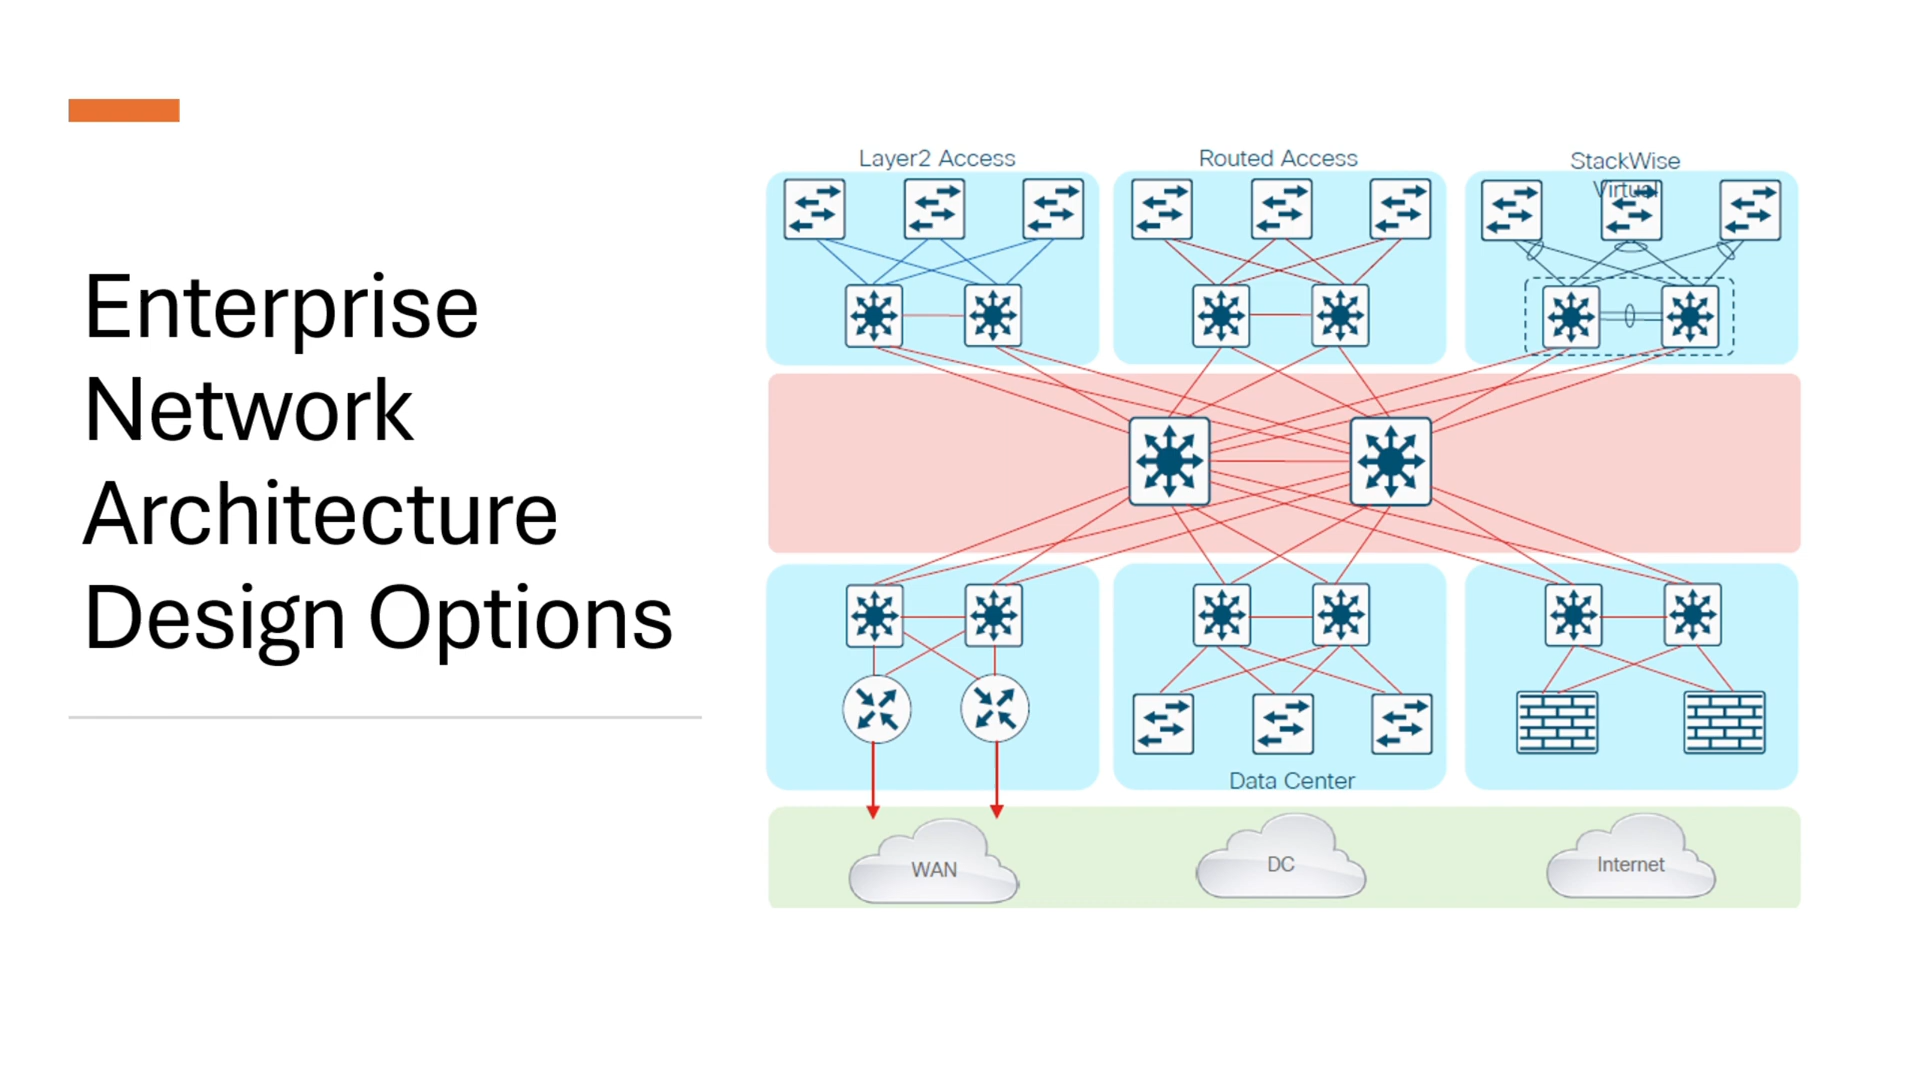 Enterprise
Network
Architecture
Design Options
Layer2 Access
Routed Access
StackWise
Virtual
Data Center
WAN
DC
Internet